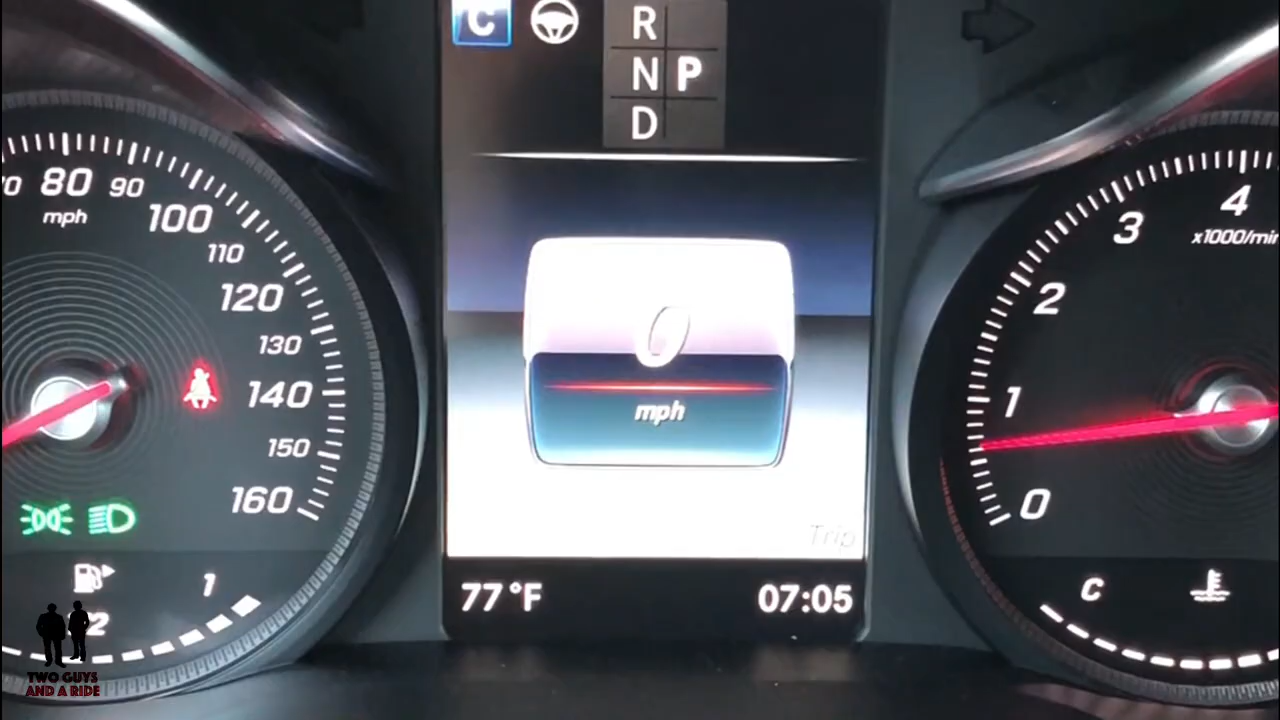 C
R
N P
D
80
90
mph
100
110
120
130
140
150
160
1
0
mph
Trip
77 °F
07:05
4
3
x1000/min
2
1
0
C
TWO GUYS
AND A RIDE